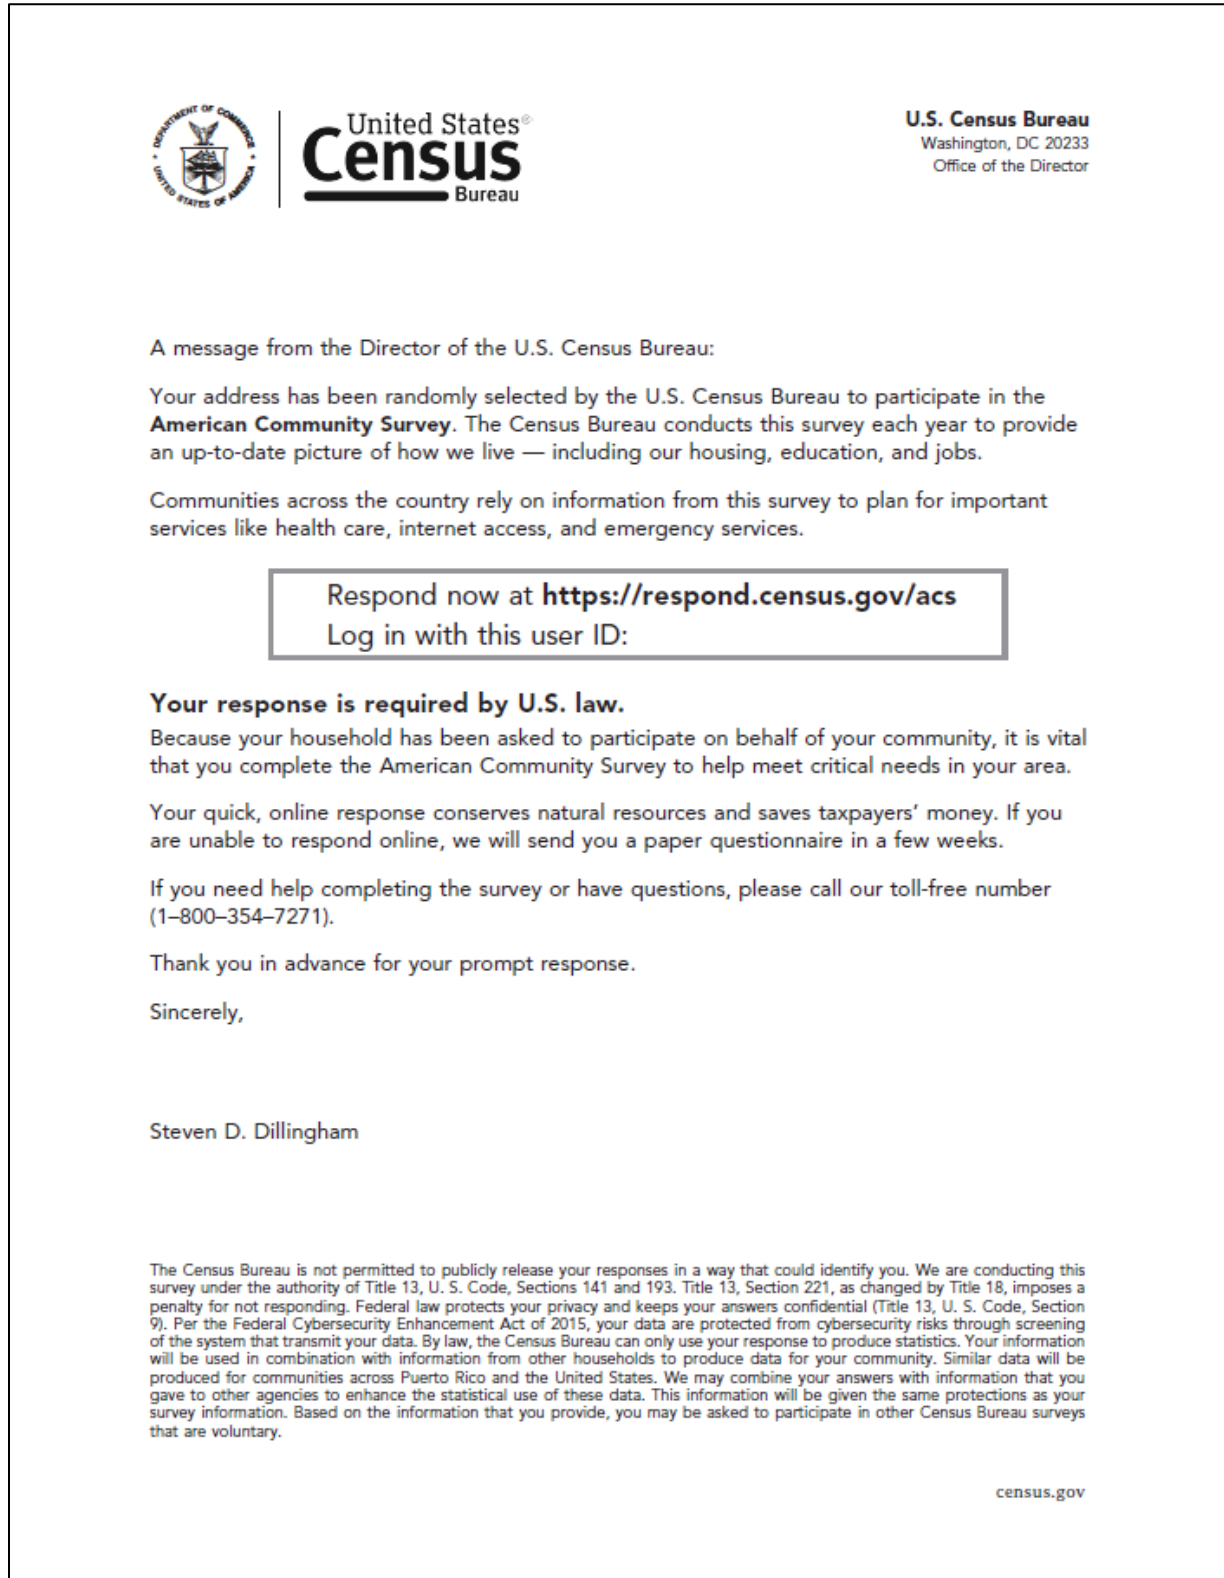 DEPARTMENT OF COMMERCE
UNITED STATES OF AMERICA
United States®
Census
Bureau
U.S. Census Bureau
Washington, DC 20233
Office of the Director
A message from the Director of the U.S. Census Bureau:
Your address has been randomly selected by the U.S. Census Bureau to participate in the
American Community Survey. The Census Bureau conducts this survey each year to provide
an up-to-date picture of how we live — including our housing, education, and jobs.
Communities across the country rely on information from this survey to plan for important
services like health care, internet access, and emergency services.
Respond now at https://respond.census.gov/acs
Log in with this user ID:
Your response is required by U.S. law.
Because your household has been asked to participate on behalf of your community, it is vital
that you complete the American Community Survey to help meet critical needs in your area.
Your quick, online response conserves natural resources and saves taxpayers’ money. If you
are unable to respond online, we will send you a paper questionnaire in a few weeks.
If you need help completing the survey or have questions, please call our toll-free number
(1–800–354–7271).
Thank you in advance for your prompt response.
Sincerely,
Steven D. Dillingham
The Census Bureau is not permitted to publicly release your responses in a way that could identify you. We are conducting this
survey under the authority of Title 13, U. S. Code, Sections 141 and 193. Title 13, Section 221, as changed by Title 18, imposes a
penalty for not responding. Federal law protects your privacy and keeps your answers confidential (Title 13, U. S. Code, Section
9). Per the Federal Cybersecurity Enhancement Act of 2015, your data are protected from cybersecurity risks through screening
of the system that transmit your data. By law, the Census Bureau can only use your response to produce statistics. Your information
will be used in combination with information from other households to produce data for your community. Similar data will be
produced for communities across Puerto Rico and the United States. We may combine your answers with information that you
gave to other agencies to enhance the statistical use of these data. This information will be given the same protections as your
survey information. Based on the information that you provide, you may be asked to participate in other Census Bureau surveys
that are voluntary.
census.gov